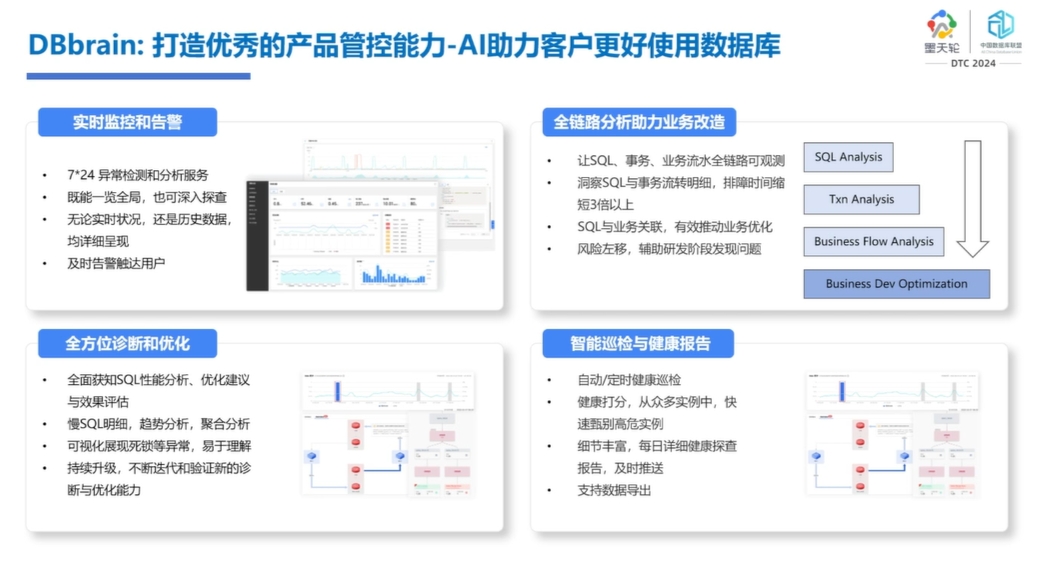 DBbrain: 打造优秀的产品管控能力-AI助力客户更好使用数据库
墨天轮
中国数据库联盟
DTC 2024
实时监控和告警
• 7*24 异常检测和分析服务
• 既能一览全局，也可深入探查
• 无论实时状况，还是历史数据，
均详细呈现
• 及时告警触达用户
全链路分析助力业务改造
• 让SQL、事务、业务流水全链路可观测
• 洞察SQL与事务流转明细，排障时间缩
短3倍以上
• SQL与业务关联，有效推动业务优化
• 风险左移，辅助研发阶段发现问题
SQL Analysis
Txn Analysis
Business Flow Analysis
Business Dev Optimization
全方位诊断和优化
• 全面获知SQL性能分析、优化建议
与效果评估
• 慢SQL明细，趋势分析，聚合分析
• 可视化展现死锁等异常，易于理解
• 持续升级，不断迭代和验证新的诊
断与优化能力
智能巡检与健康报告
• 自动/定时健康巡检
• 健康打分，从众多实例中，快
速甄别高危实例
• 细节丰富，每日详细健康探查
报告，及时推送
• 支持数据导出